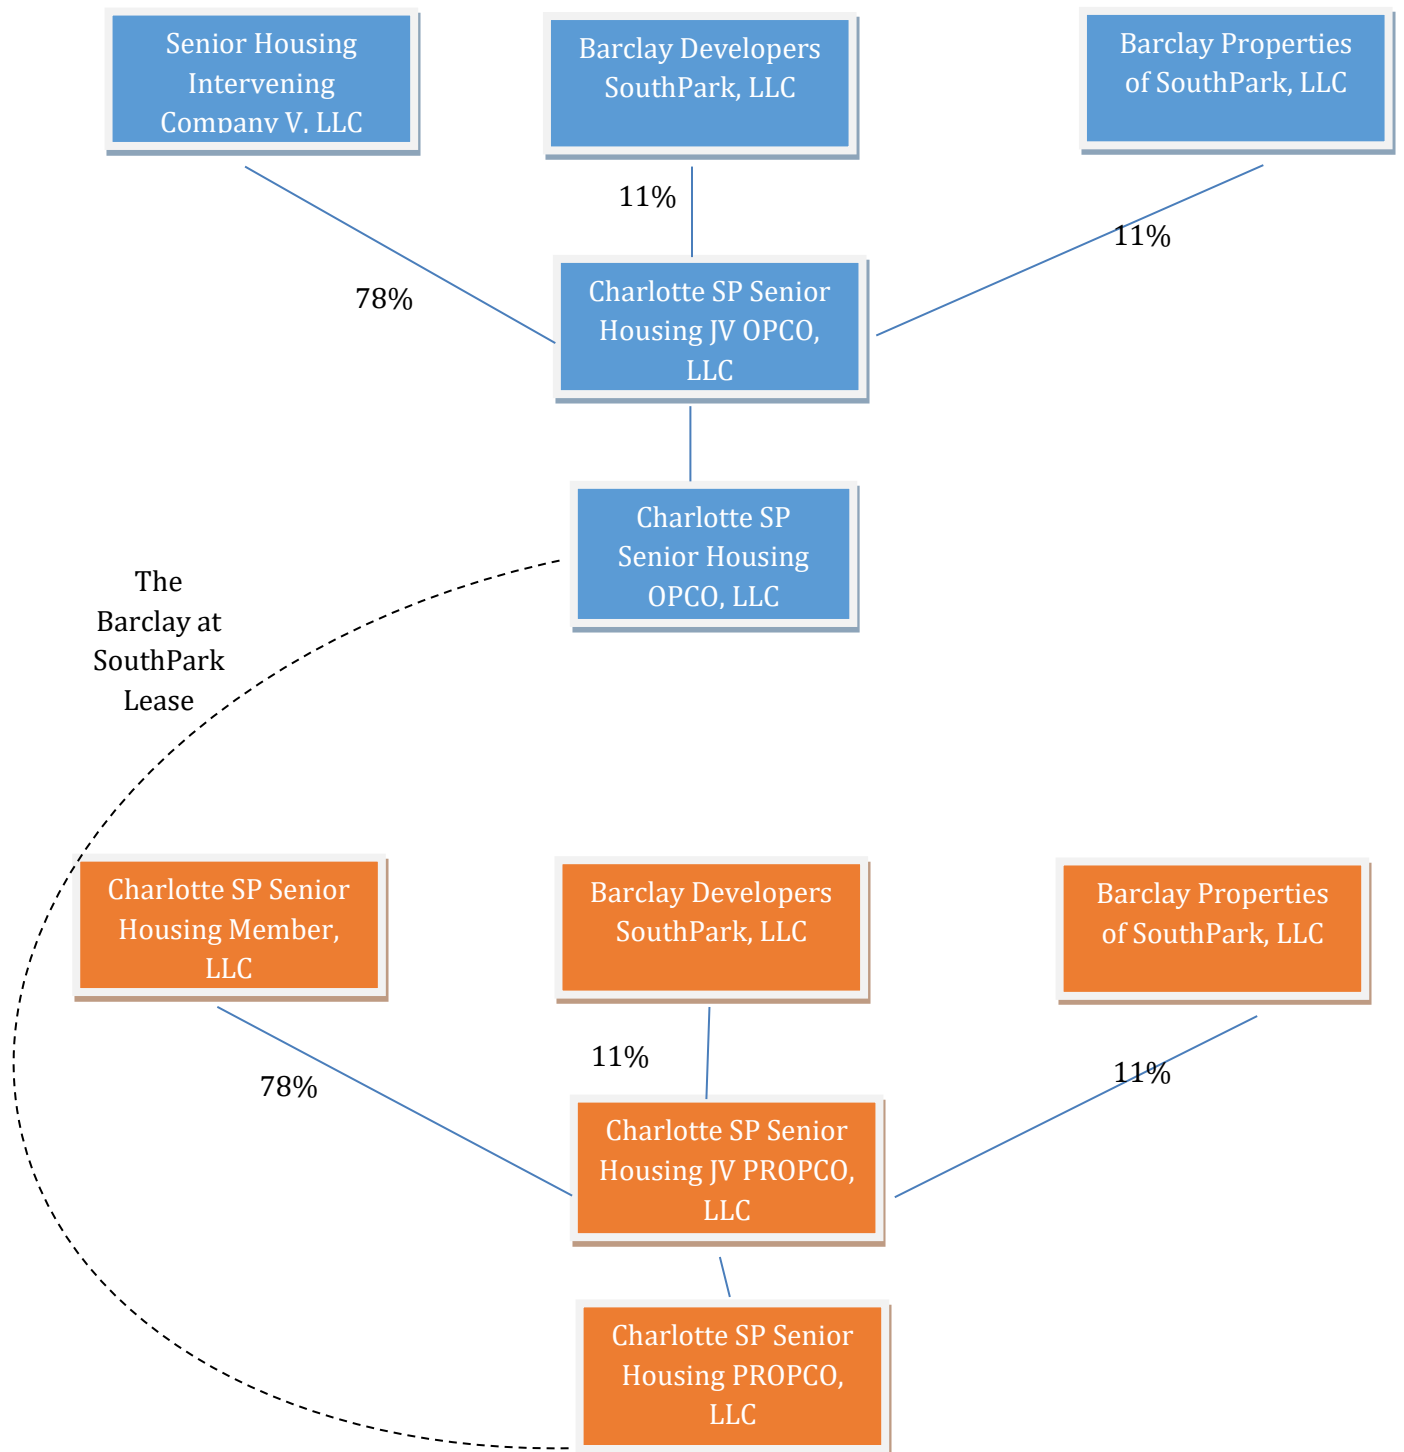 Senior Housing
Intervening
Company V, LLC
Barclay Developers
SouthPark, LLC
Barclay Properties
of SouthPark, LLC
11%
11%
78%
Charlotte SP Senior
Housing JV OPCO,
LLC
Charlotte SP
Senior Housing
OPCO, LLC
The
Barclay at
SouthPark
Lease
Charlotte SP Senior
Housing Member,
LLC
Barclay Developers
SouthPark, LLC
Barclay Properties
of SouthPark, LLC
11%
11%
78%
Charlotte SP Senior
Housing JV PROPCO,
LLC
Charlotte SP Senior
Housing PROPCO,
LLC